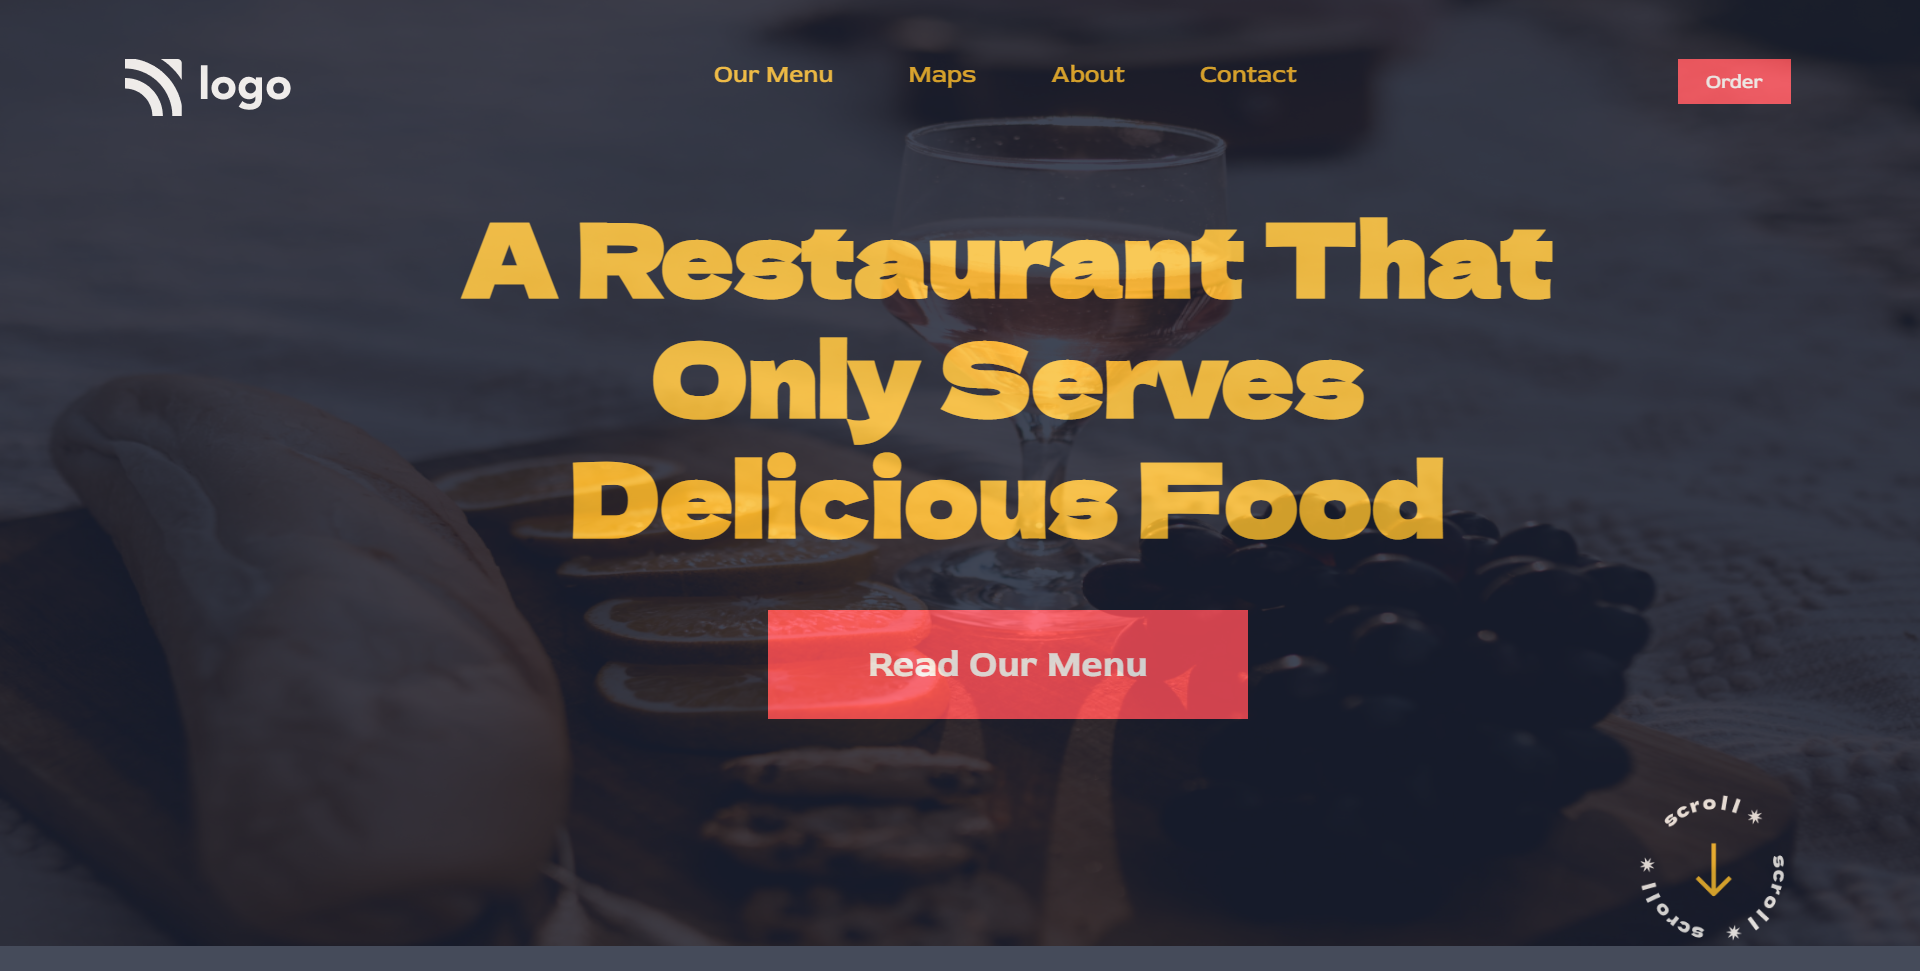 logo
Our Menu
Maps
About
Contact
Order
A Restaurant That
Only Serves
Delicious Food
Read Our Menu
scroll
scroll
scroll